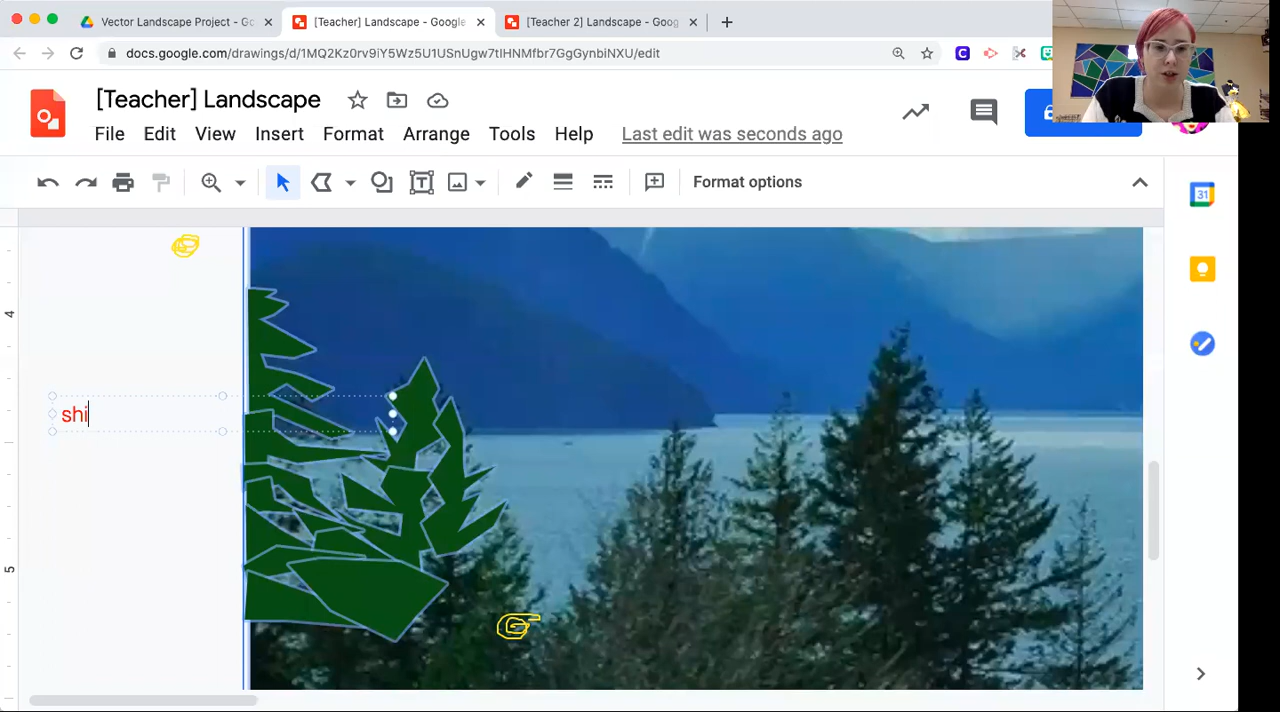 Vector Landscape Project - Go
[Teacher] Landscape - Google
[Teacher 2] Landscape - Goog
docs.google.com/drawings/d/1MQ2Kz0rv9iY5Wz5U1USnUgw7tIHNMfbr7GgGynbiNXU/edit
[Teacher] Landscape
File Edit View Insert Format Arrange Tools Help Last edit was seconds ago
Format options
31
4
shi
5